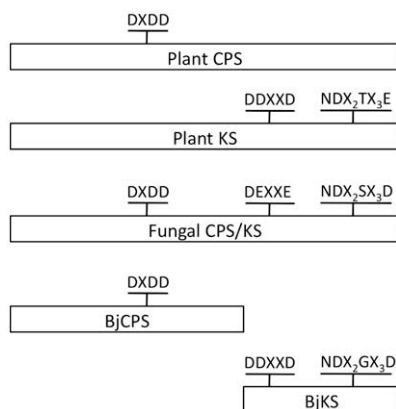 DXDD
Plant CPS
DDXXD NDX₂TX₃E
Plant KS
DXDD DEXXE NDX₂SX₃D
Fungal CPS/KS
DXDD
BjCPS
DDXXD NDX₂GX₃D
BjKS